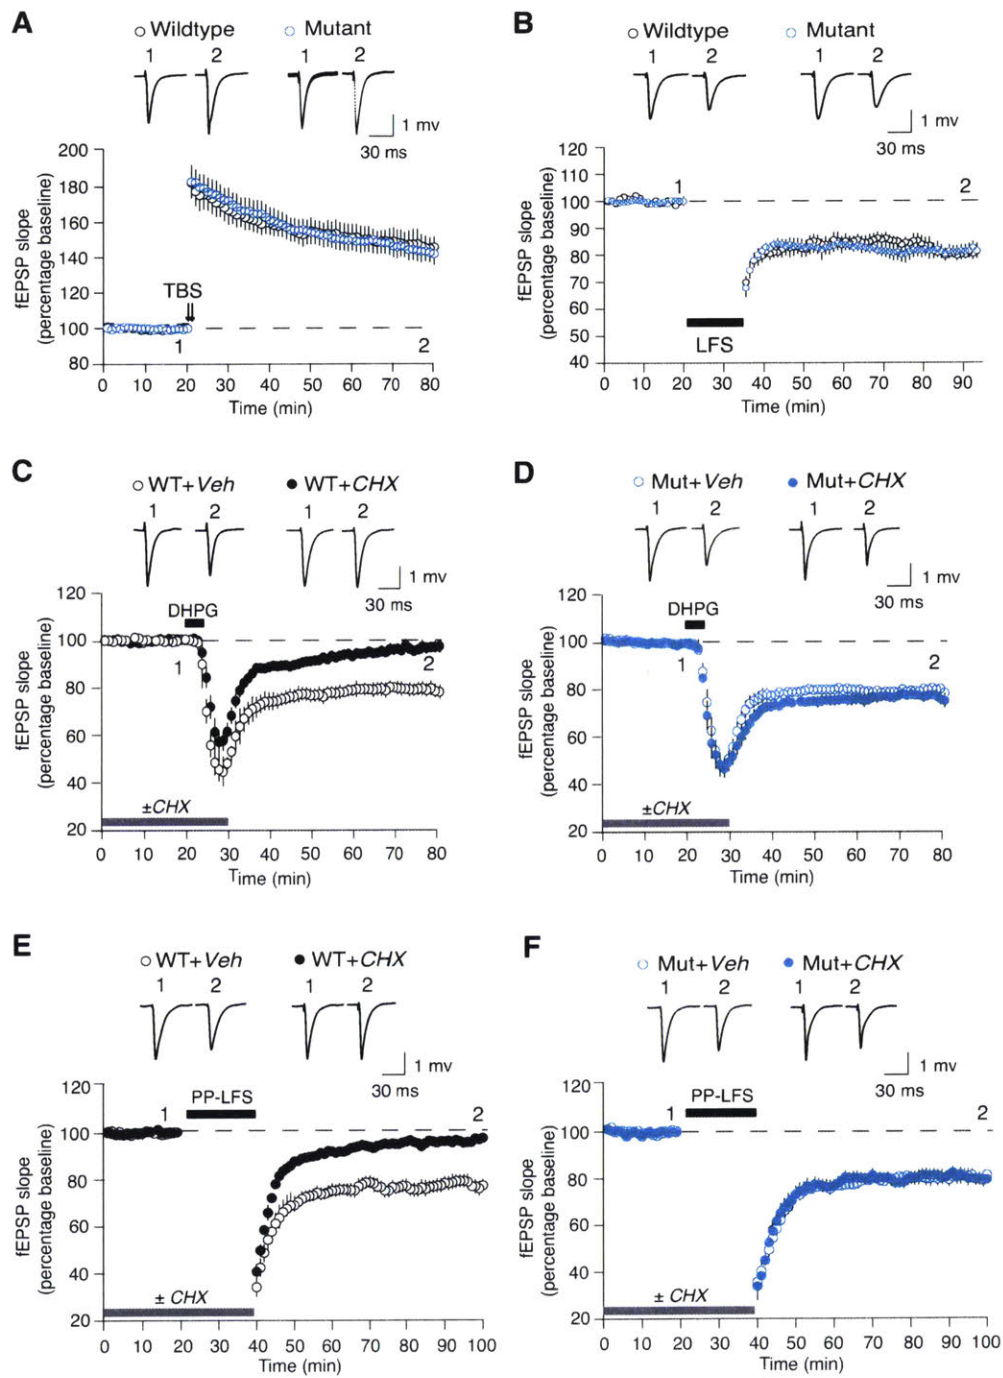 A
Wildtype Mutant
1 2 1 2
1 mv
30 ms
fEPSP slope
(percentage baseline)
200
180
160
140
120
100
80
TBS
1 2
0 10 20 30 40 50 60 70 80
Time (min)
B
Wildtype Mutant
1 2 1 2
1 mv
30 ms
fEPSP slope
(percentage baseline)
120
110
100
90
80
70
60
50
40
1 2
LFS
0 10 20 30 40 50 60 70 80 90
Time (min)
C
WT+Veh WT+CHX
1 2 1 2
1 mv
30 ms
fEPSP slope
(percentage baseline)
120
100
80
60
40
20
DHPG
1 2
±CHX
0 10 20 30 40 50 60 70 80
Time (min)
D
Mut+Veh Mut+CHX
1 2 1 2
1 mv
30 ms
fEPSP slope
(percentage baseline)
120
100
80
60
40
20
DHPG
1 2
±CHX
0 10 20 30 40 50 60 70 80
Time (min)
E
WT+Veh WT+CHX
1 2 1 2
1 mv
30 ms
fEPSP slope
(percentage baseline)
120
100
80
60
40
20
PP-LFS
1 2
± CHX
0 10 20 30 40 50 60 70 80 90 100
Time (min)
F
Mut+Veh Mut+CHX
1 2 1 2
1 mv
30 ms
fEPSP slope
(percentage baseline)
120
100
80
60
40
20
PP-LFS
1 2
± CHX
0 10 20 30 40 50 60 70 80 90 100
Time (min)